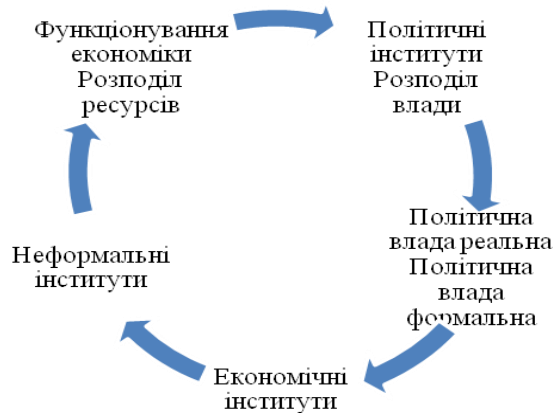 Функціонування
економіки
Розподіл
ресурсів
Політичні
інститути
Розподіл
влади
Політична
влада реальна
Політична
влада
формальна
Економічні
інститути
Неформальні
інститути